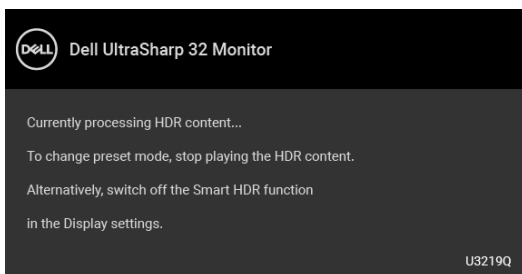 DELL
Dell UltraSharp 32 Monitor
Currently processing HDR content...
To change preset mode, stop playing the HDR content.
Alternatively, switch off the Smart HDR function
in the Display settings.
U3219Q